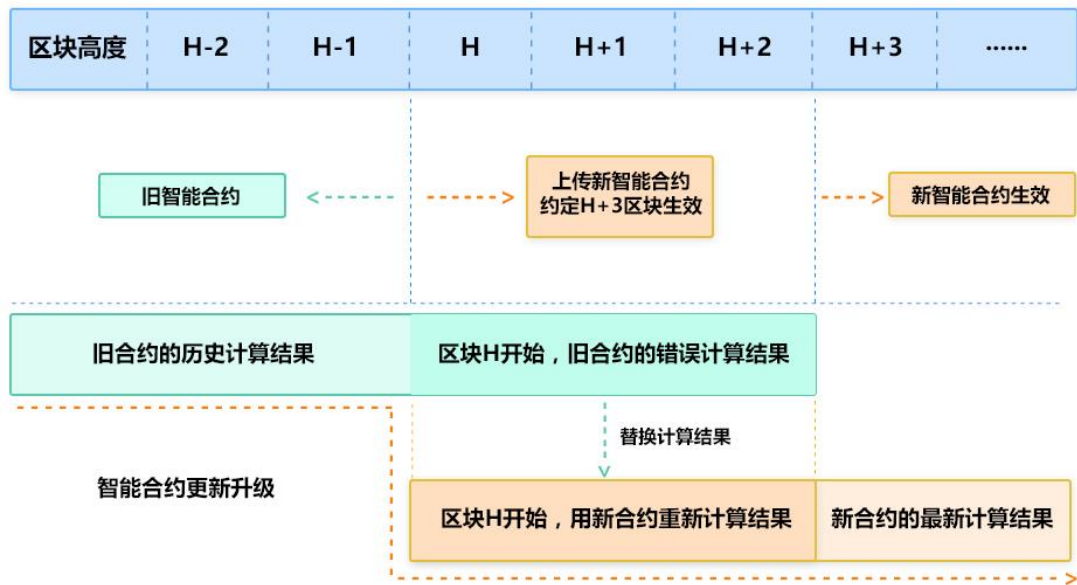 区块高度 H-2 H-1 H H+1 H+2 H+3 ······
旧智能合约
上传新智能合约
约定H+3区块生效
新智能合约生效
旧合约的历史计算结果
区块H开始，旧合约的错误计算结果
替换计算结果
智能合约更新升级
区块H开始，用新合约重新计算结果
新合约的最新计算结果